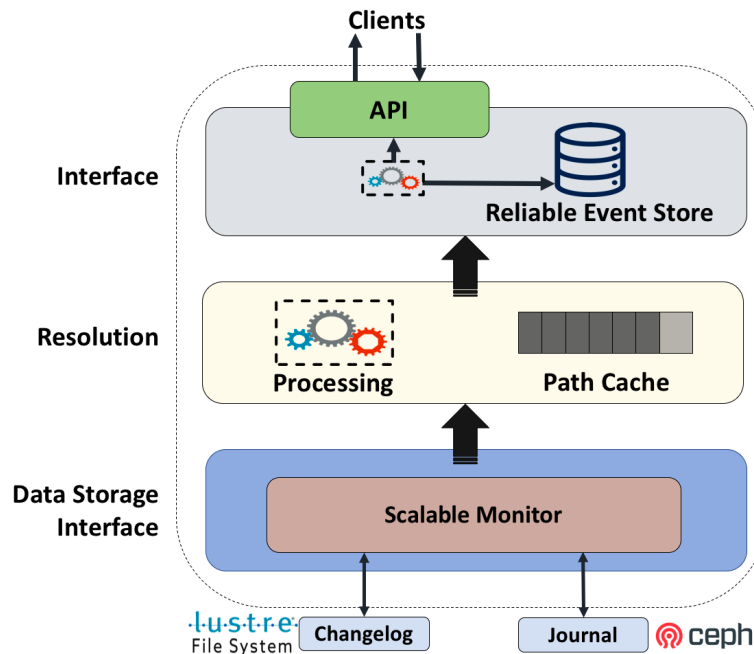 Clients
API
Interface
Reliable Event Store
Resolution
Processing
Path Cache
Data Storage
Interface
Scalable Monitor
lustre
File System
Changelog
Journal
ceph